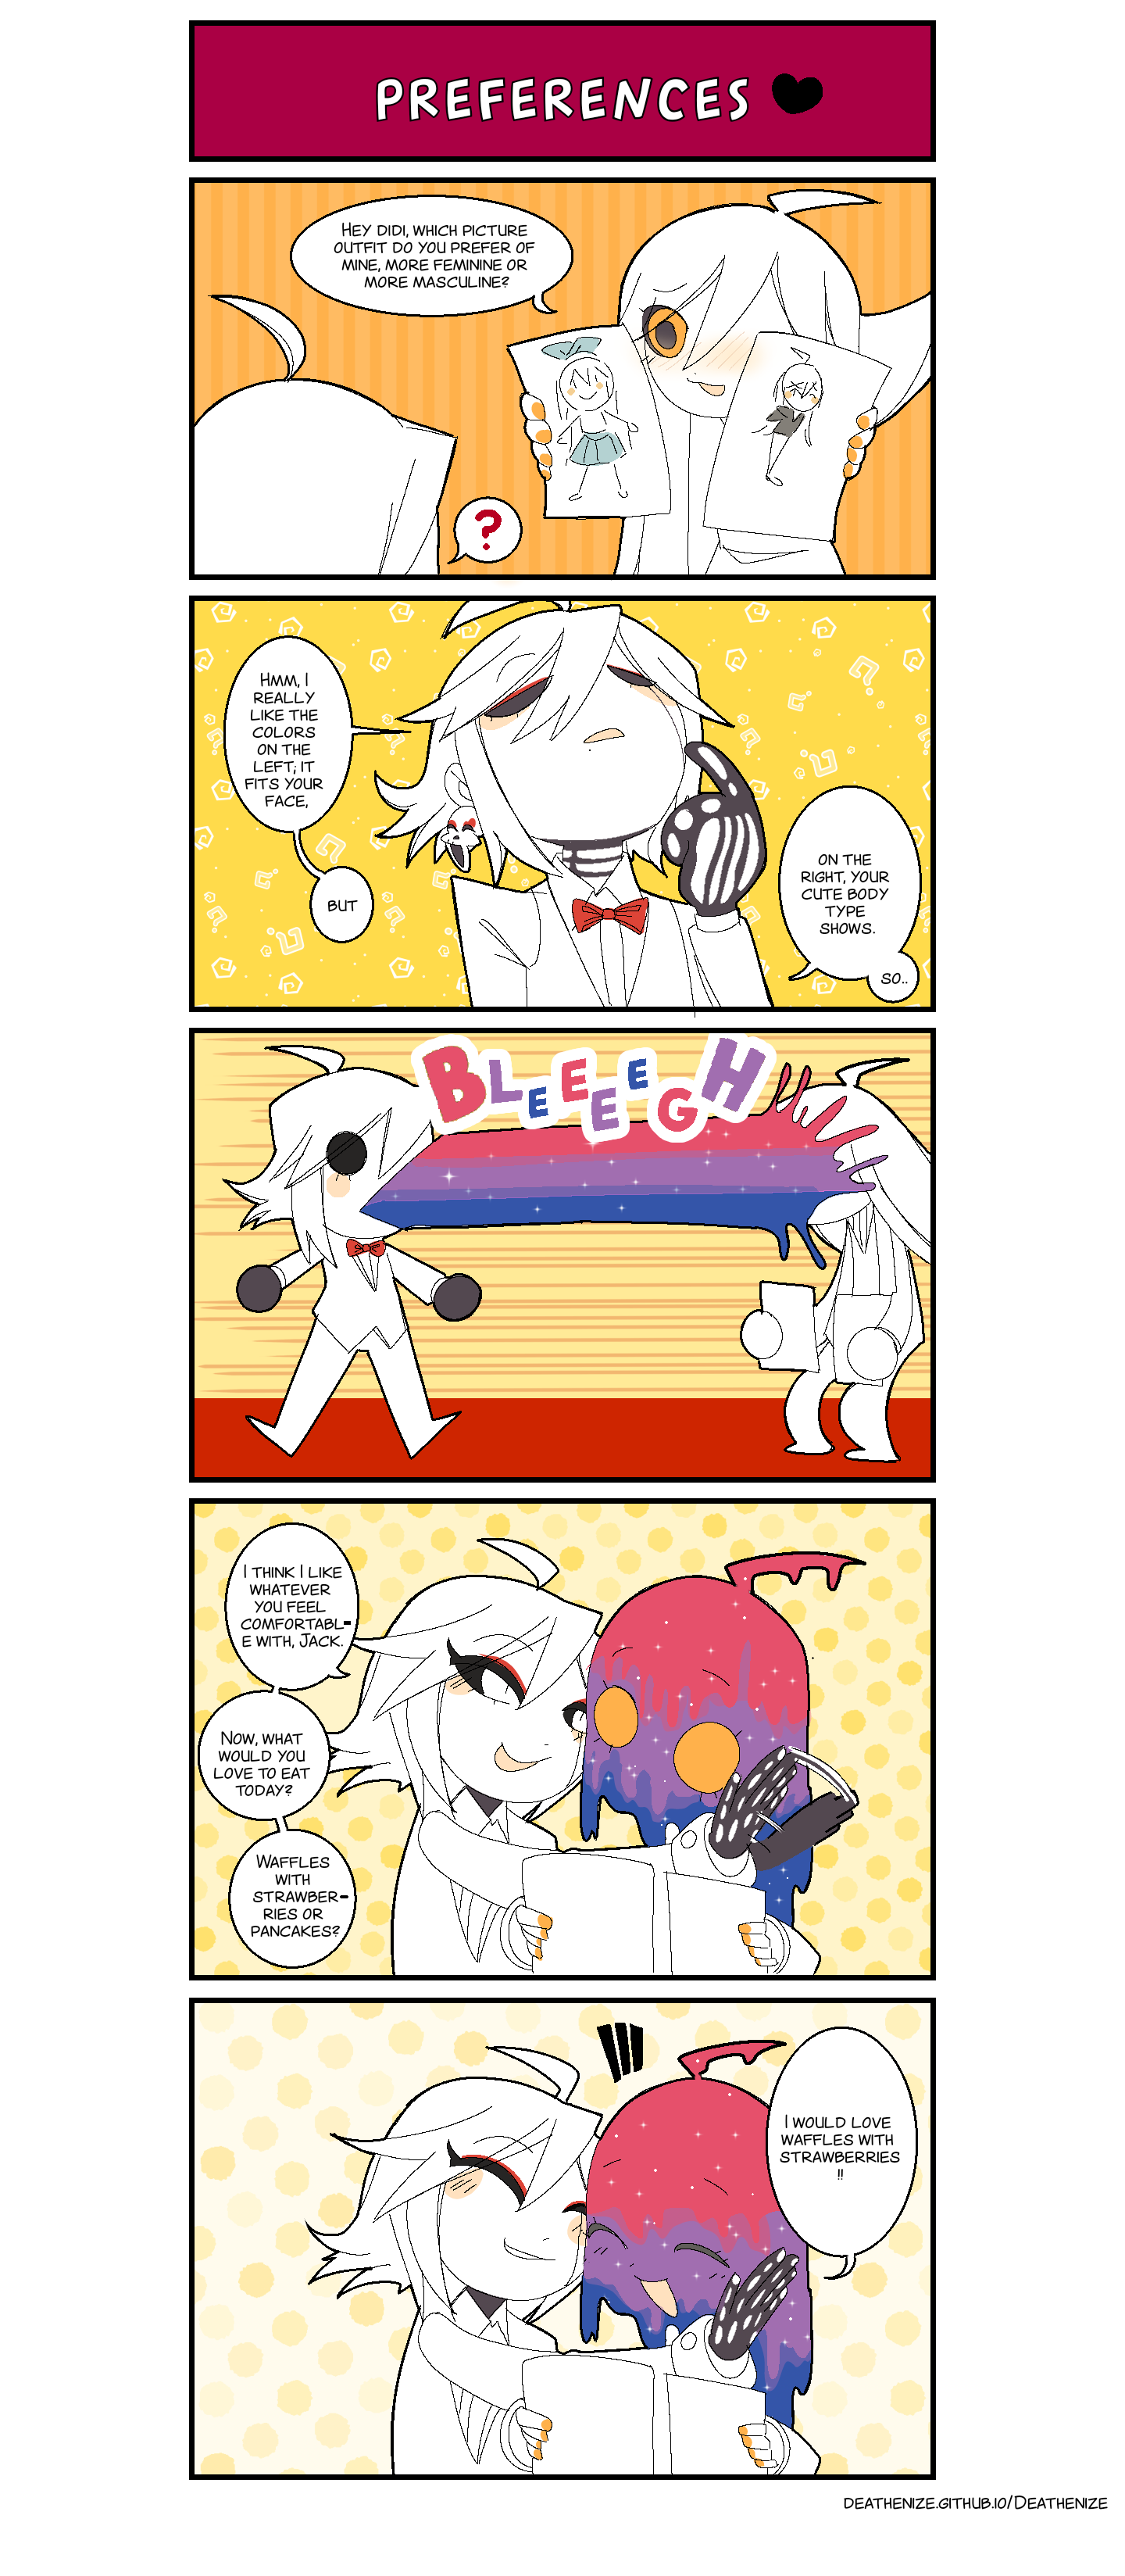 PREFERENCES
HEY DIDI, WHICH PICTURE
OUTFIT DO YOU PREFER OF
MINE, MORE FEMININE OR
MORE MASCULINE?
?
HMM, I
REALLY
LIKE THE
COLORS
ON THE
LEFT; IT
FITS YOUR
FACE,
BUT
ON THE
RIGHT, YOUR
CUTE BODY
TYPE
SHOWS.
SO..
BLEEEEGH
I THINK I LIKE
WHATEVER
YOU FEEL
COMFORTABL-
E WITH, JACK.
NOW, WHAT
WOULD YOU
LOVE TO EAT
TODAY?
WAFFLES
WITH
STRAWBER-
RIES OR
PANCAKES?
I WOULD LOVE
WAFFLES WITH
STRAWBERRIES
!!
DEATHENIZE.GITHUB.IO/DEATHENIZE